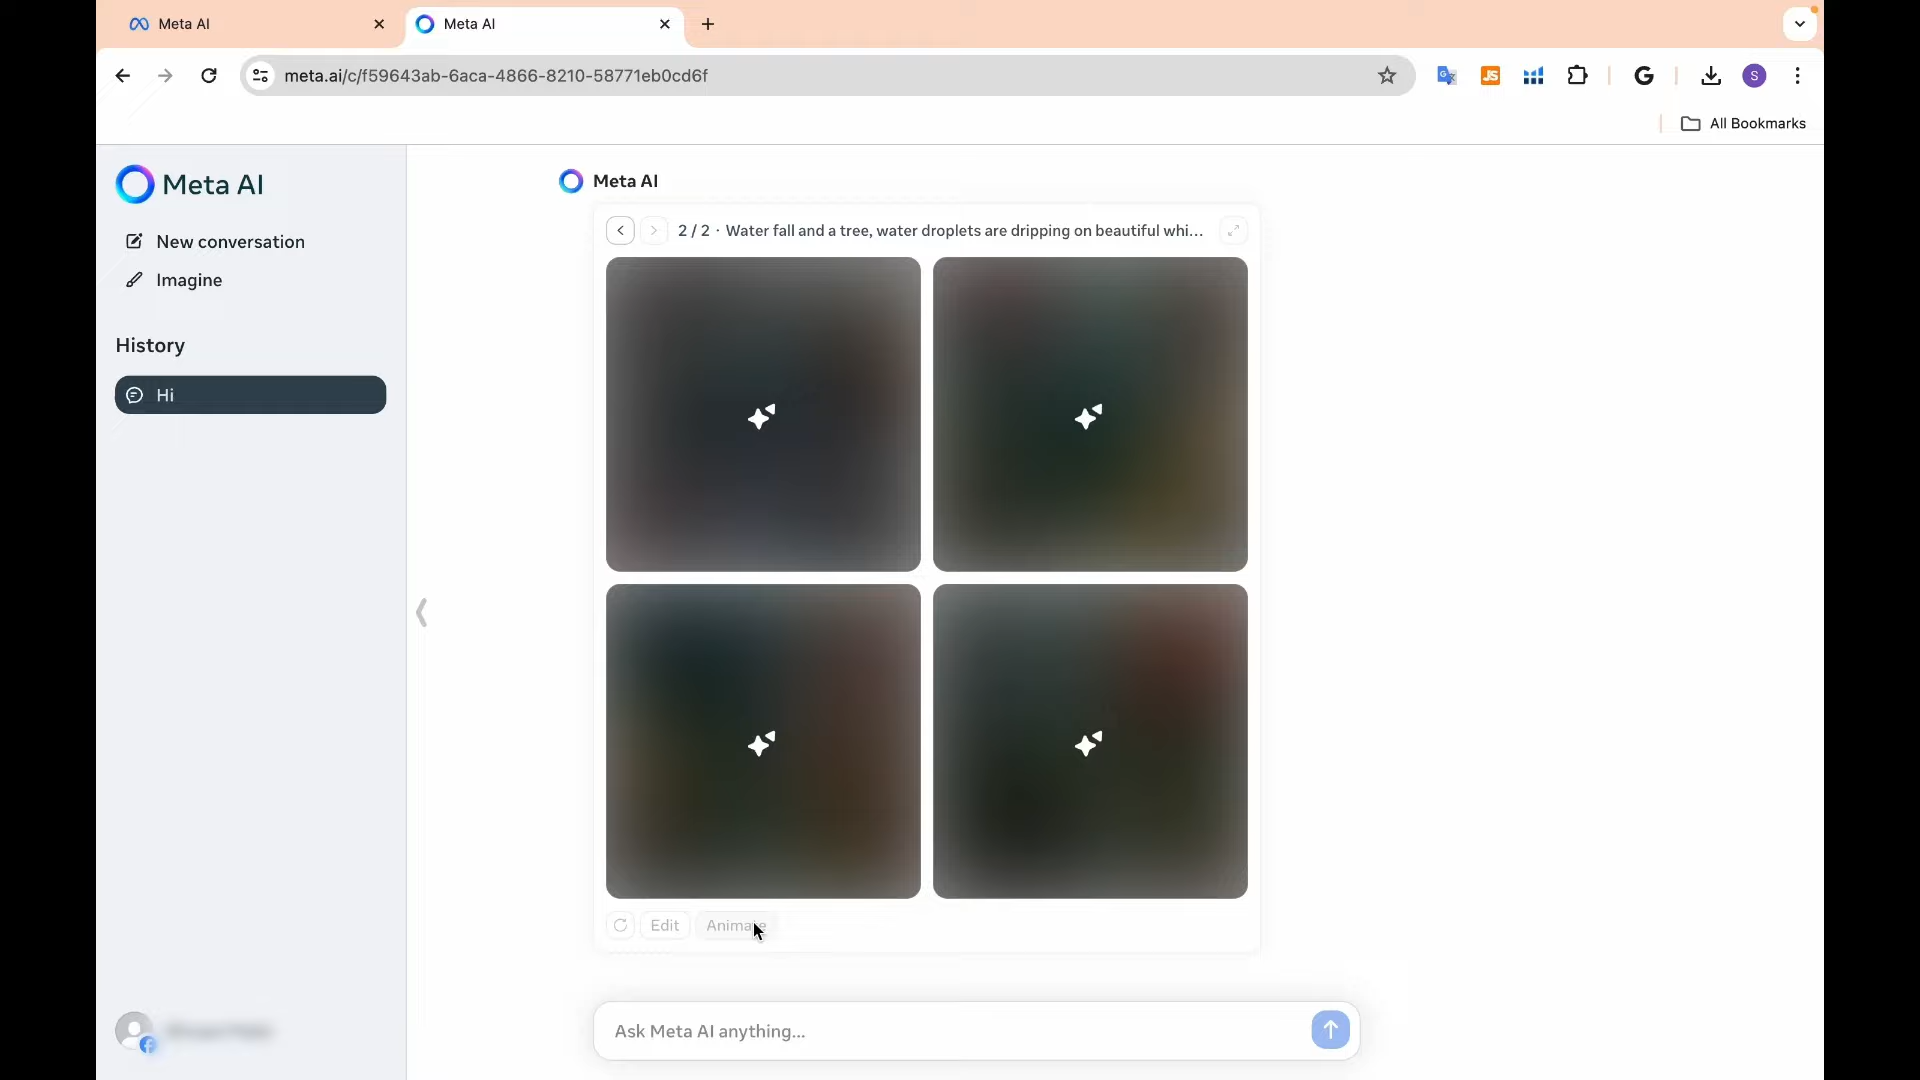 Meta AI
Meta AI
meta.ai/c/f59643ab-6aca-4866-8210-58771eb0cd6f
JS
G
S
All Bookmarks
Meta AI
New conversation
Imagine
History
Hi
Meta AI
2 / 2 · Water fall and a tree, water droplets are dripping on beautiful whi...
Edit
Animate
Ask Meta AI anything...